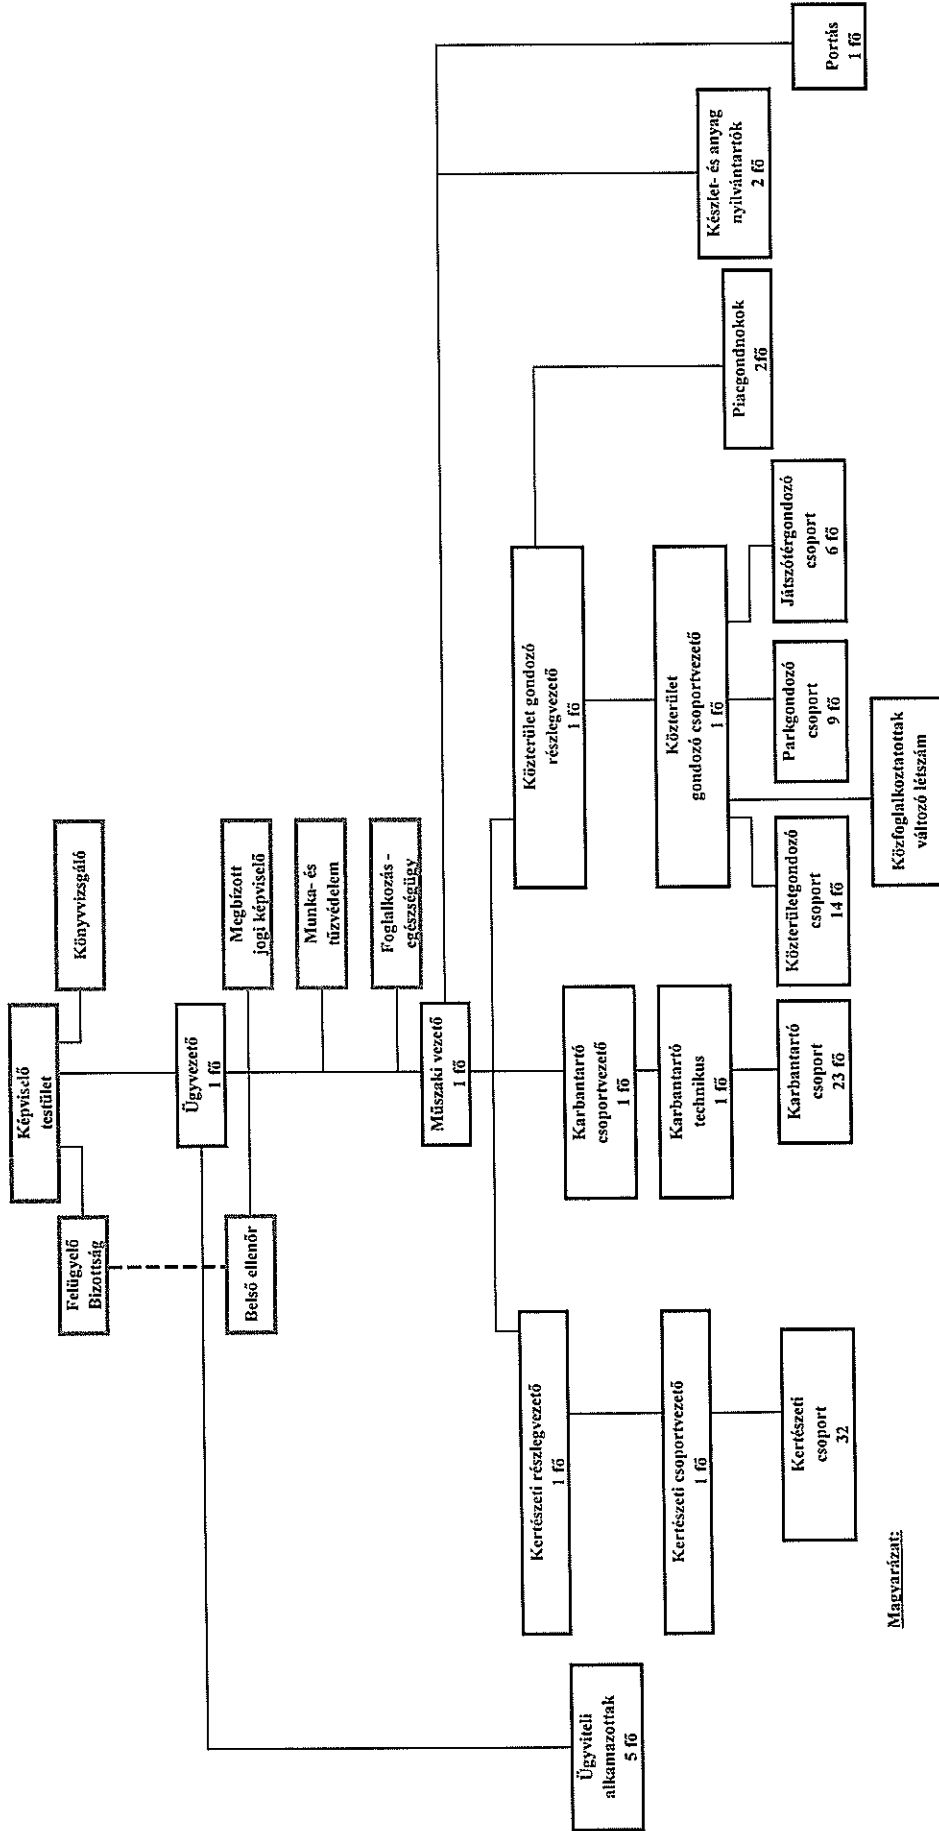 Képviselő
testület
Felügyelő
Bizottság
Könyvvizsgáló
Ügyvezető
1 fő
Belső ellenőr
Megbízott
jogi képviselő
Munka- és
tűzvédelem
Foglalkozás -
egészségügy
Műszaki vezető
1 fő
Ügyviteli
alkamazottak
5 fő
Kertészeti részlegvezető
1 fő
Kertészeti csoportvezető
1 fő
Kertészeti
csoport
32
Karbantartó
csoportvezető
1 fő
Karbantartó
technikus
1 fő
Karbantartó
csoport
23 fő
Közterület gondozó
részlegvezető
1 fő
Közterület
gondozó csoportvezető
1 fő
Közterületgondozó
csoport
14 fő
Parkgondozó
csoport
9 fő
Játszótérgondozó
csoport
6 fő
Közfoglalkoztatottak
változó létszám
Piacgondnokok
2fő
Készlet- és anyag
nyilvántartók
2 fő
Portás
1 fő
Magyarázat: